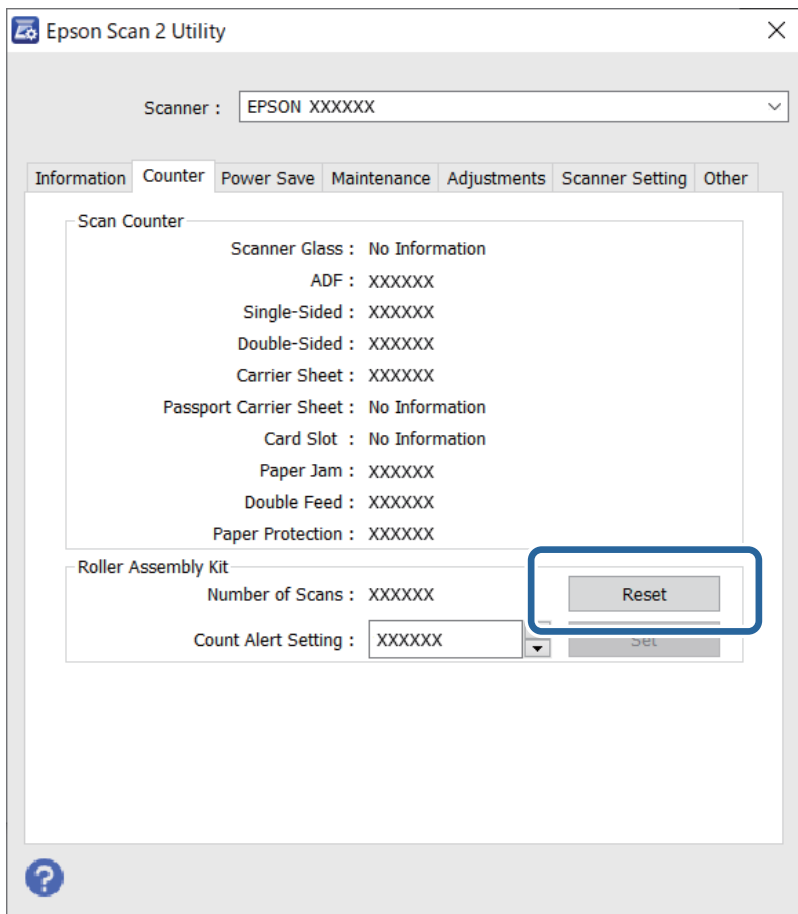 Epson Scan 2 Utility
Scanner : EPSON XXXXXX
Information Counter Power Save Maintenance Adjustments Scanner Setting Other
Scan Counter
Scanner Glass : No Information
ADF : XXXXXX
Single-Sided : XXXXXX
Double-Sided : XXXXXX
Carrier Sheet : XXXXXX
Passport Carrier Sheet : No Information
Card Slot : No Information
Paper Jam : XXXXXX
Double Feed : XXXXXX
Paper Protection : XXXXXX
Roller Assembly Kit
Number of Scans : XXXXXX Reset
Count Alert Setting : XXXXXX Set
?